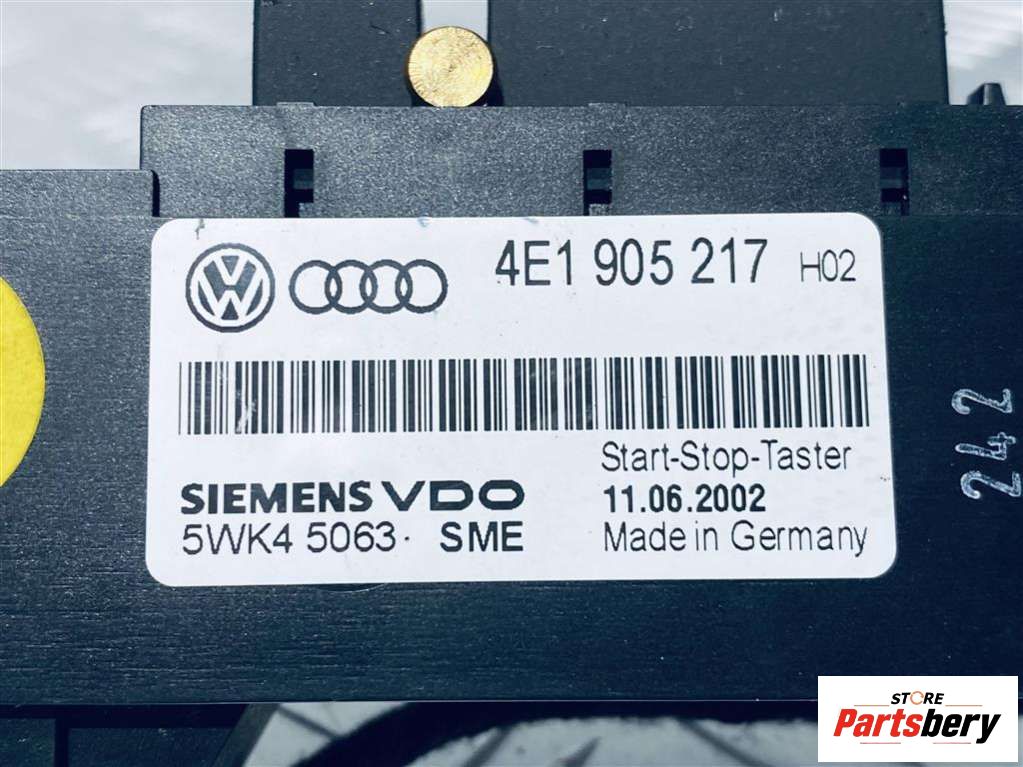 4E1 905 217 H02
Start-Stop-Taster
SIEMENS VDO 11.06.2002
5WK4 5063· SME Made in Germany
242
STORE
Partsbery